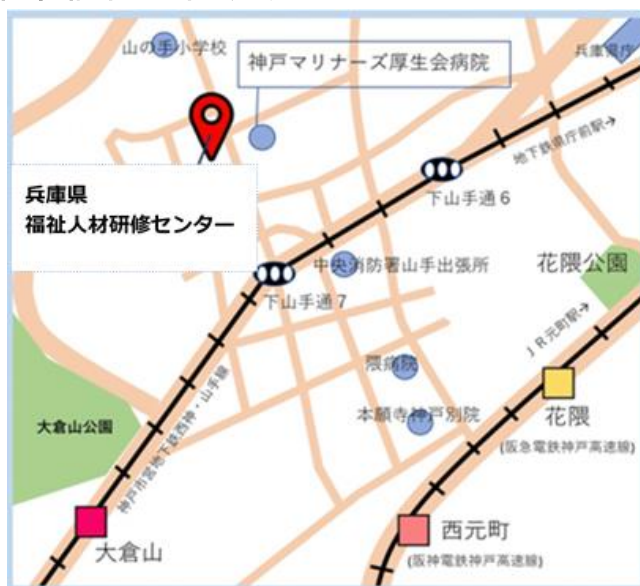 山の手小学校
神戸マリナーズ厚生会病院
兵庫県庁
地下鉄県庁前駅→
兵庫県
福祉人材研修センター
下山手通6
中央消防署山手出張所
花隈公園
下山手通7
JR元町駅→
隈病院
花隈
(阪急電鉄神戸高速線)
本願寺神戸別院
大倉山公園
神戸市営地下鉄西神・山手線
西元町
(阪神電鉄神戸高速線)
大倉山